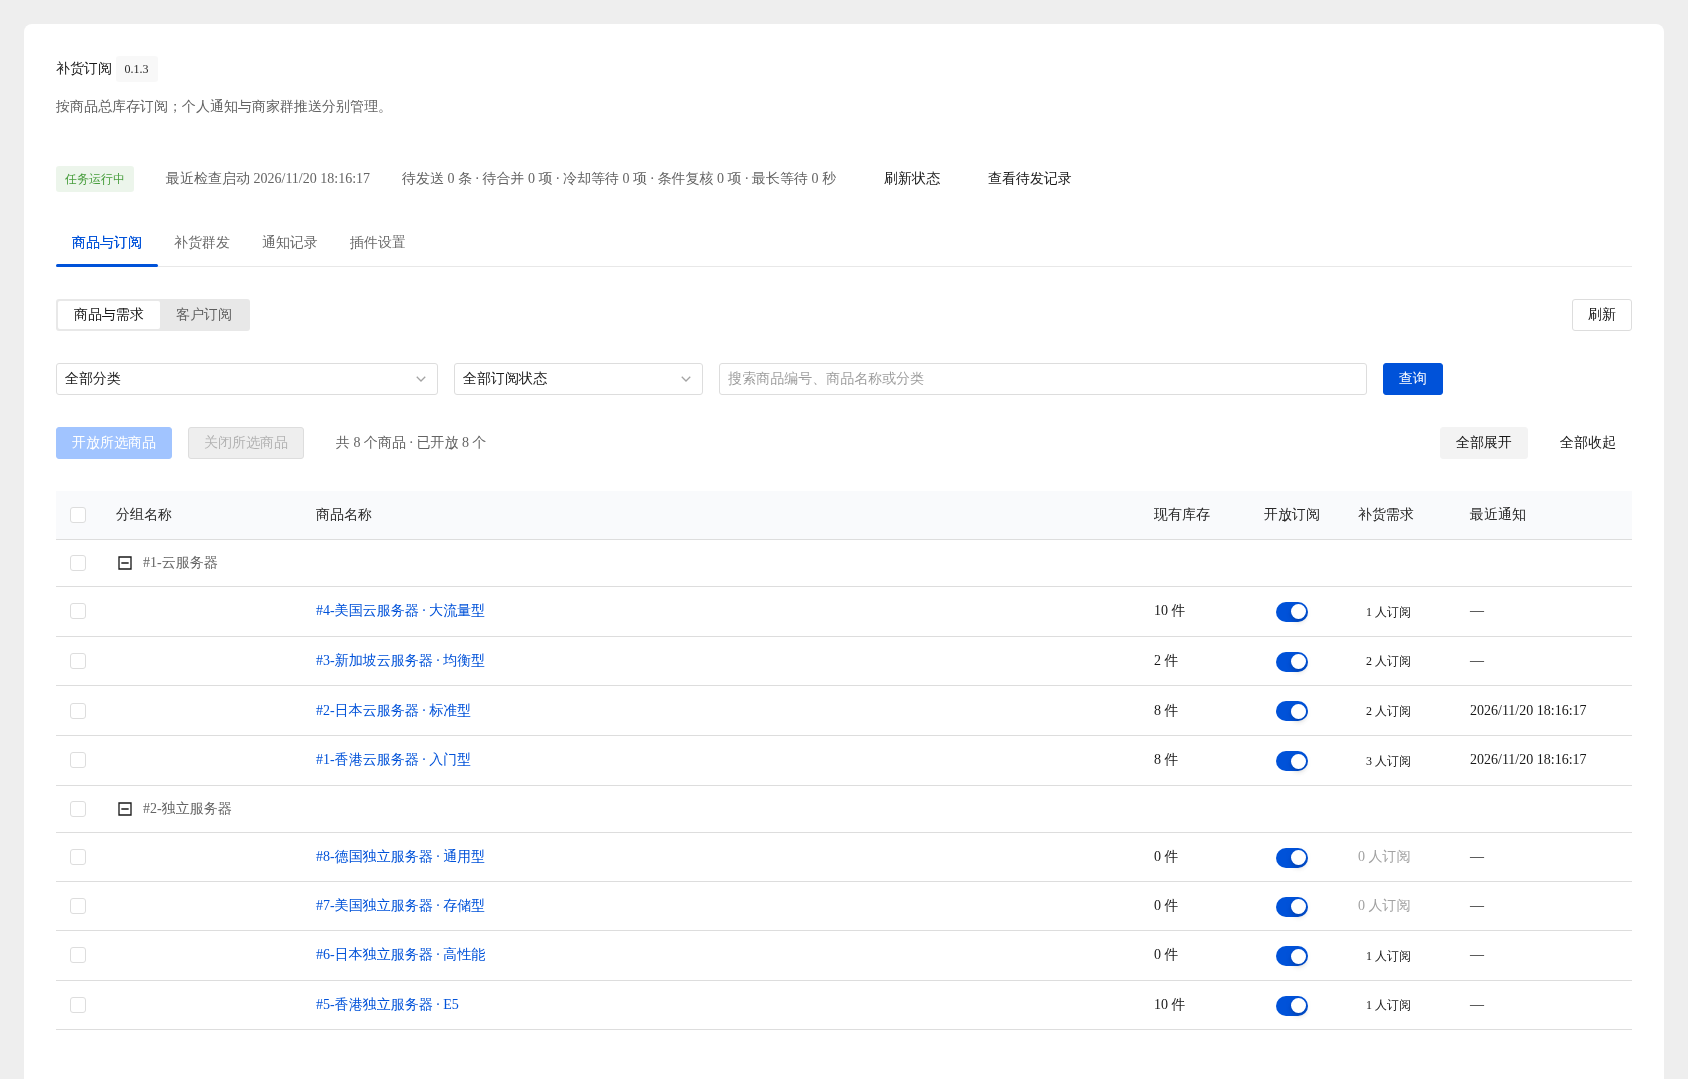 补货订阅 0.1.3
按商品总库存订阅；个人通知与商家群推送分别管理。
任务运行中 最近检查启动 2026/11/20 18:16:17 待发送 0 条 · 待合并 0 项 · 冷却等待 0 项 · 条件复核 0 项 · 最长等待 0 秒 刷新状态 查看待发记录
商品与订阅 补货群发 通知记录 插件设置
商品与需求 客户订阅 刷新
全部分类 全部订阅状态 搜索商品编号、商品名称或分类 查询
开放所选商品 关闭所选商品 共 8 个商品 · 已开放 8 个 全部展开 全部收起
分组名称 商品名称 现有库存 开放订阅 补货需求 最近通知
#1-云服务器
#4-美国云服务器 · 大流量型 10 件 1 人订阅 —
#3-新加坡云服务器 · 均衡型 2 件 2 人订阅 —
#2-日本云服务器 · 标准型 8 件 2 人订阅 2026/11/20 18:16:17
#1-香港云服务器 · 入门型 8 件 3 人订阅 2026/11/20 18:16:17
#2-独立服务器
#8-德国独立服务器 · 通用型 0 件 0 人订阅 —
#7-美国独立服务器 · 存储型 0 件 0 人订阅 —
#6-日本独立服务器 · 高性能 0 件 1 人订阅 —
#5-香港独立服务器 · E5 10 件 1 人订阅 —